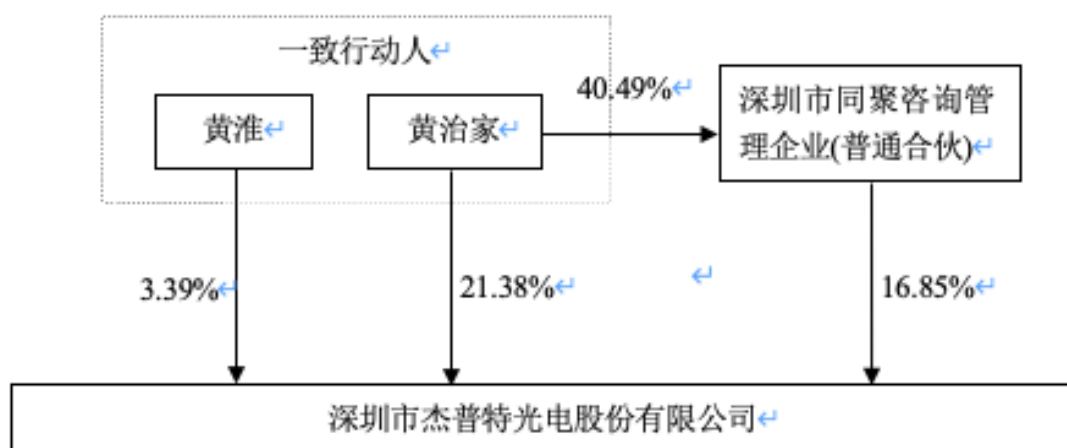 一致行动人
40.49%
黄淮
黄治家
深圳市同聚咨询管
理企业(普通合伙)
3.39%
21.38%
16.85%
深圳市杰普特光电股份有限公司